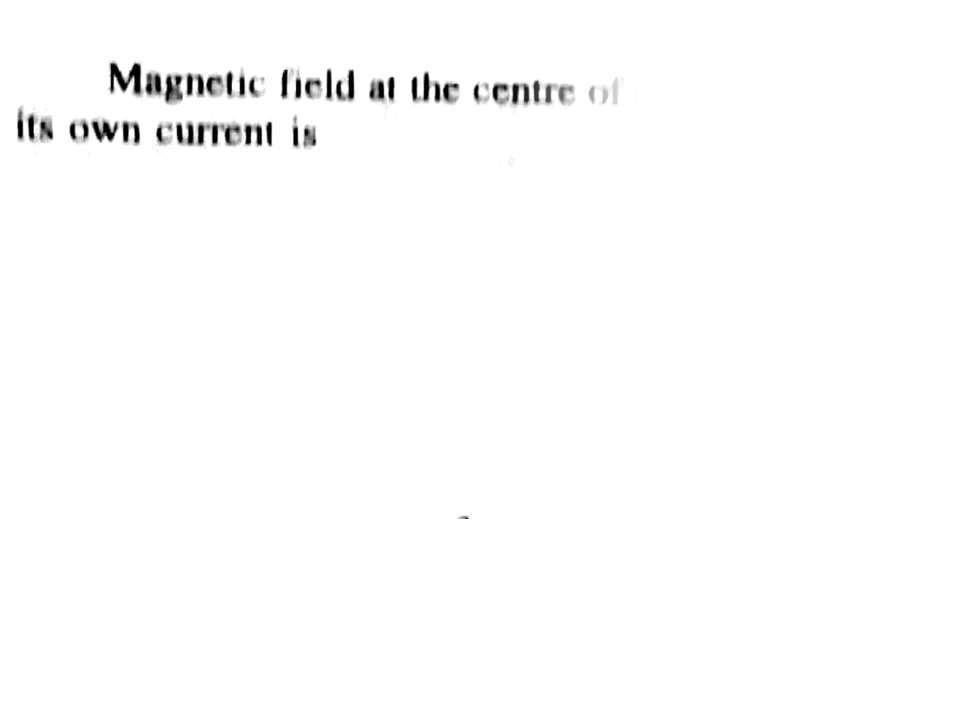 Magnetic field at the centre of
its own current is